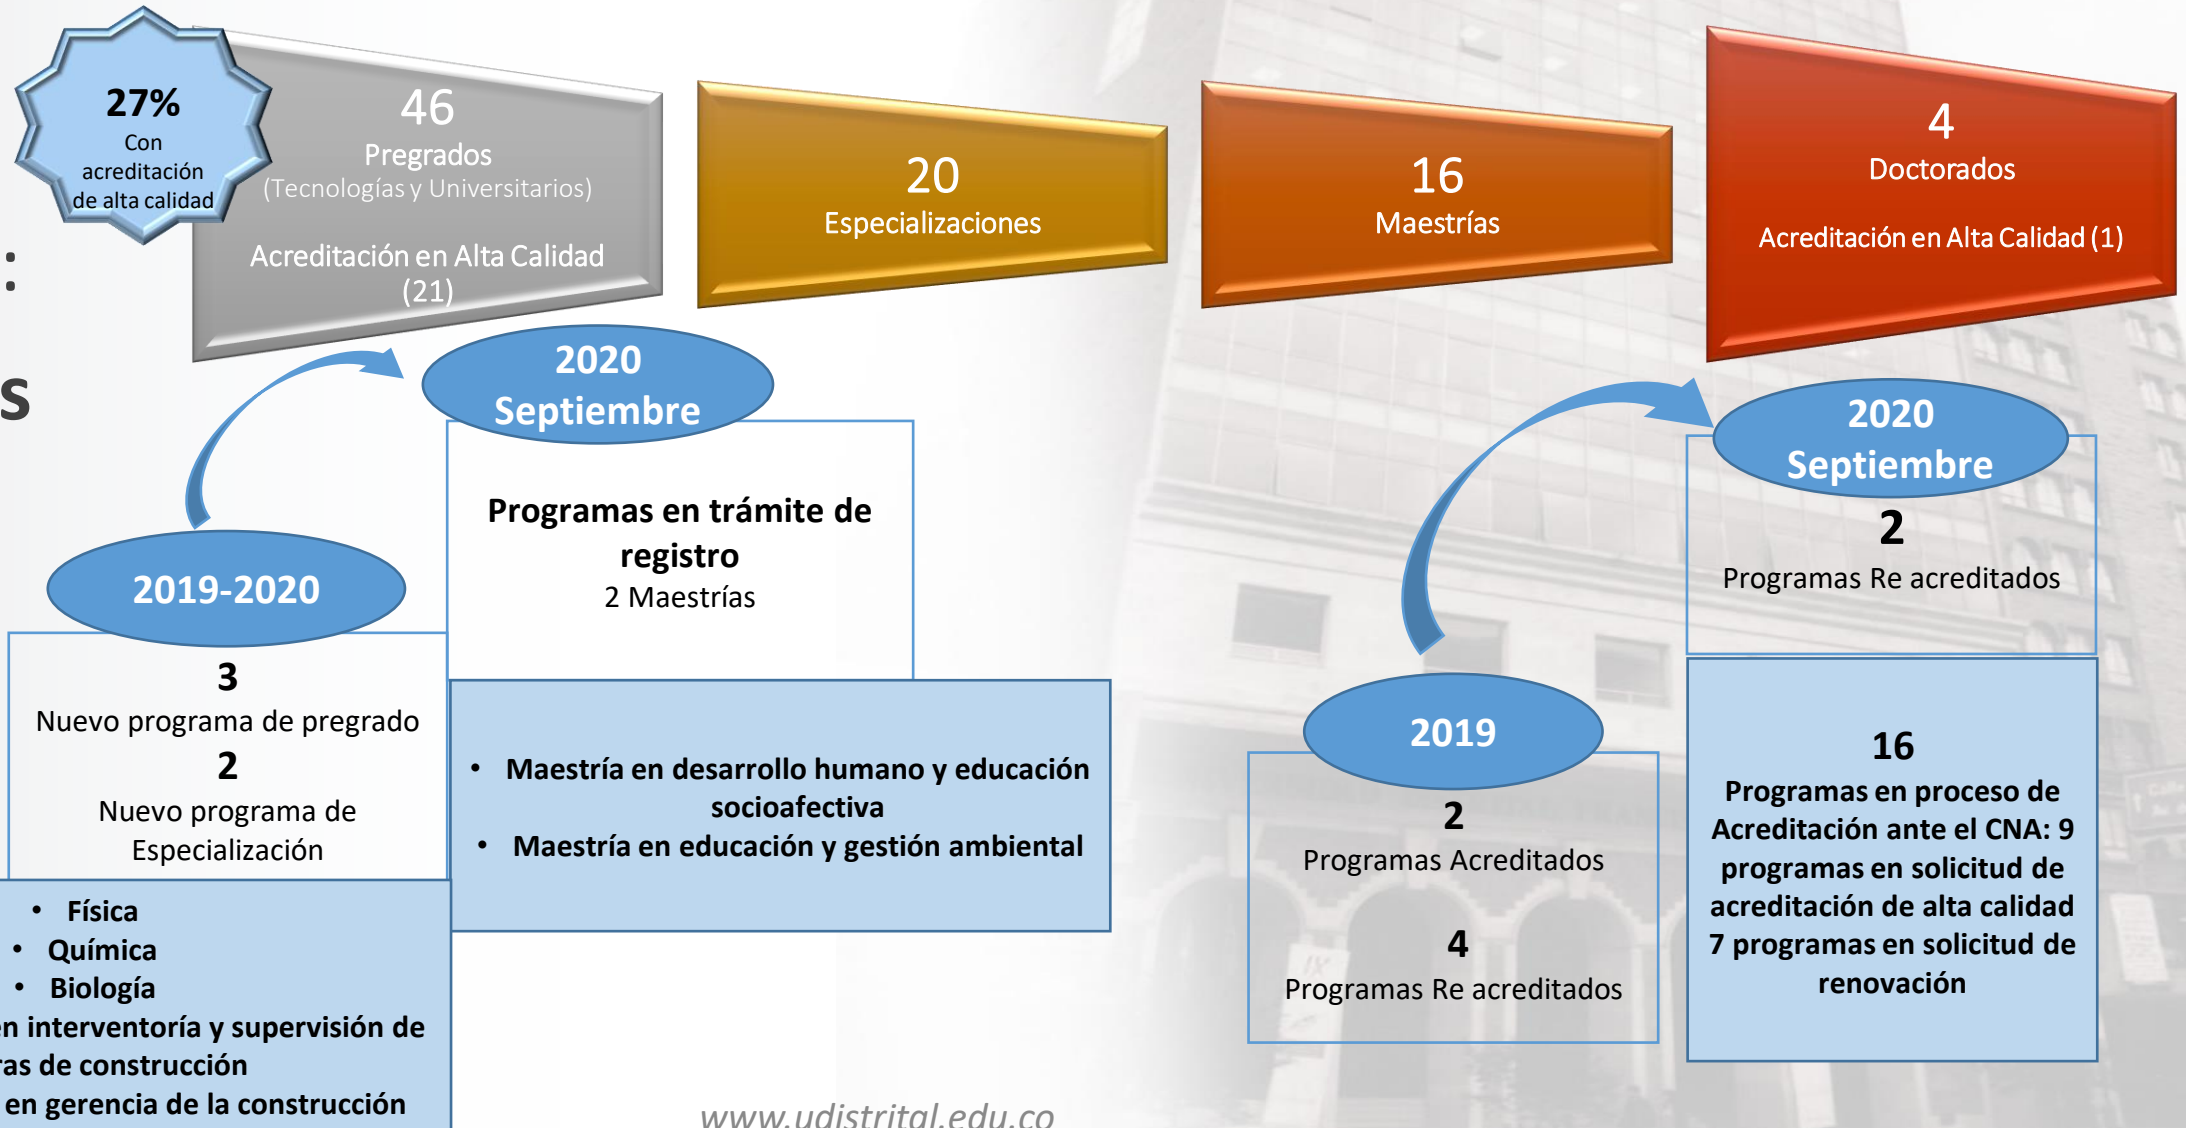 27%
Con
acreditación
de alta calidad
46
Pregrados
(Tecnologías y Universitarios)
Acreditación en Alta Calidad
(21)
20
Especializaciones
16
Maestrías
4
Doctorados
Acreditación en Alta Calidad (1)
:
s
2020
Septiembre
Programas en trámite de
registro
2 Maestrías
• Maestría en desarrollo humano y educación
socioafectiva
• Maestría en educación y gestión ambiental
2019-2020
3
Nuevo programa de pregrado
2
Nuevo programa de
Especialización
• Física
• Química
• Biología
en interventoría y supervisión de
ras de construcción
en gerencia de la construcción
2019
2
Programas Acreditados
4
Programas Re acreditados
2020
Septiembre
2
Programas Re acreditados
16
Programas en proceso de
Acreditación ante el CNA: 9
programas en solicitud de
acreditación de alta calidad
7 programas en solicitud de
renovación
www.udistrital.edu.co